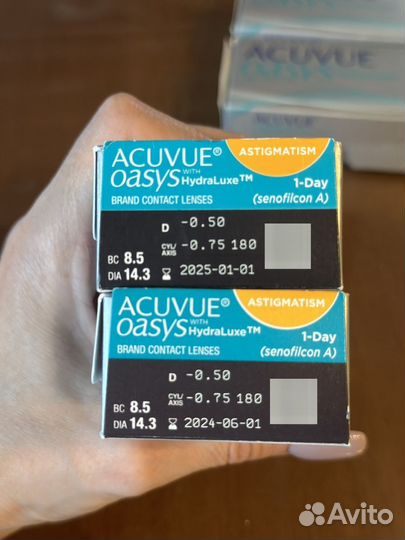 ACUVUE
OASYS
ACUVUE
ACUVUE® ASTIGMATISM
OASYS WITH HydraLuxe™ 1-Day
BRAND CONTACT LENSES (senofilcon A)
D -0.50
CYL/AXIS -0.75 180
BC 8.5
DIA 14.3 2025-01-01
ACUVUE® ASTIGMATISM
OASYS WITH HydraLuxe™ 1-Day
BRAND CONTACT LENSES (senofilcon A)
D -0.50
CYL/AXIS -0.75 180
BC 8.5
DIA 14.3 2024-06-01
Avito